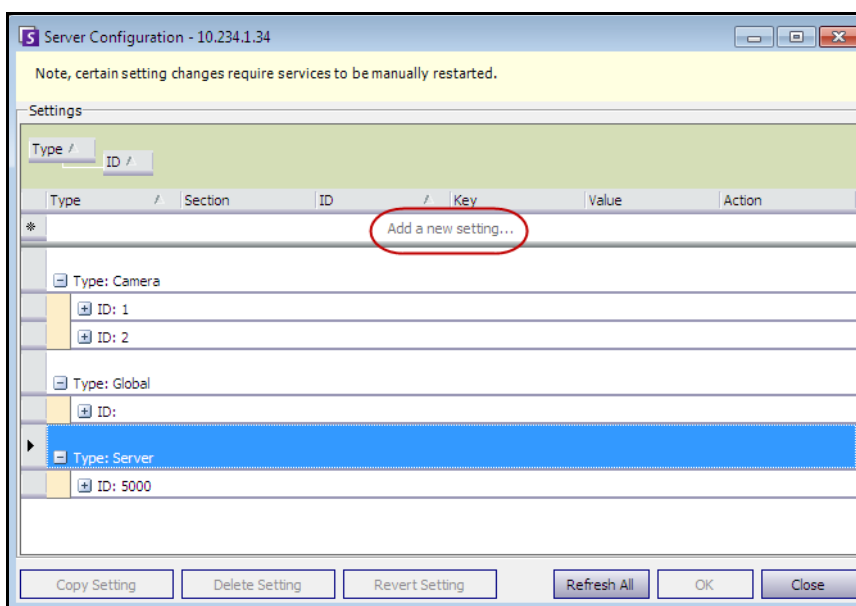 Server Configuration - 10.234.1.34
Note, certain setting changes require services to be manually restarted.
Settings
Type
ID
Type Section ID Key Value Action
Add a new setting...
Type: Camera
ID: 1
ID: 2
Type: Global
ID:
Type: Server
ID: 5000
Copy Setting Delete Setting Revert Setting Refresh All OK Close